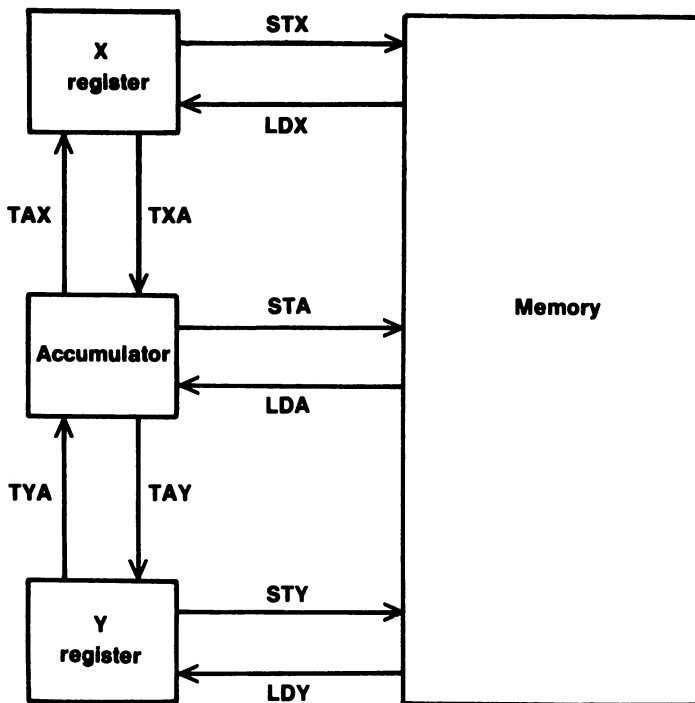 STX
X
register
LDX
TAX
TXA
STA
Memory
Accumulator
LDA
TYA
TAY
STY
Y
register
LDY